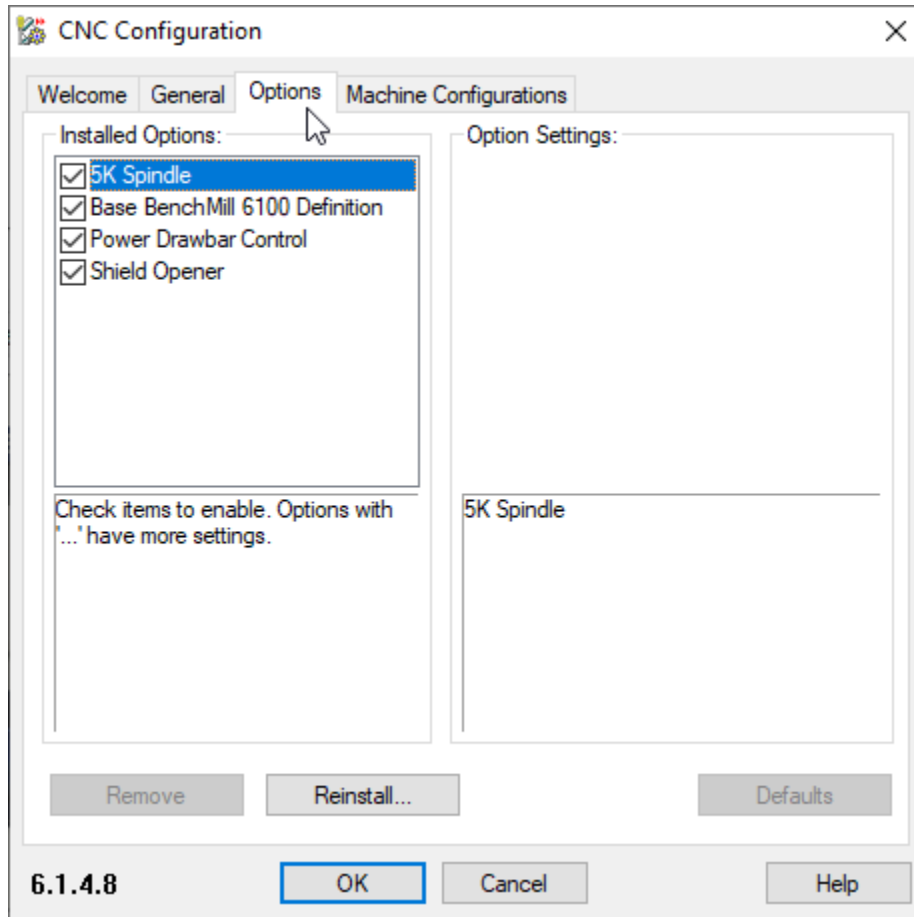 CNC Configuration
Welcome General Options Machine Configurations
Installed Options:
5K Spindle
Base BenchMill 6100 Definition
Power Drawbar Control
Shield Opener
Check items to enable. Options with
'...' have more settings.
Option Settings:
5K Spindle
Remove Reinstall... Defaults
6.1.4.8 OK Cancel Help